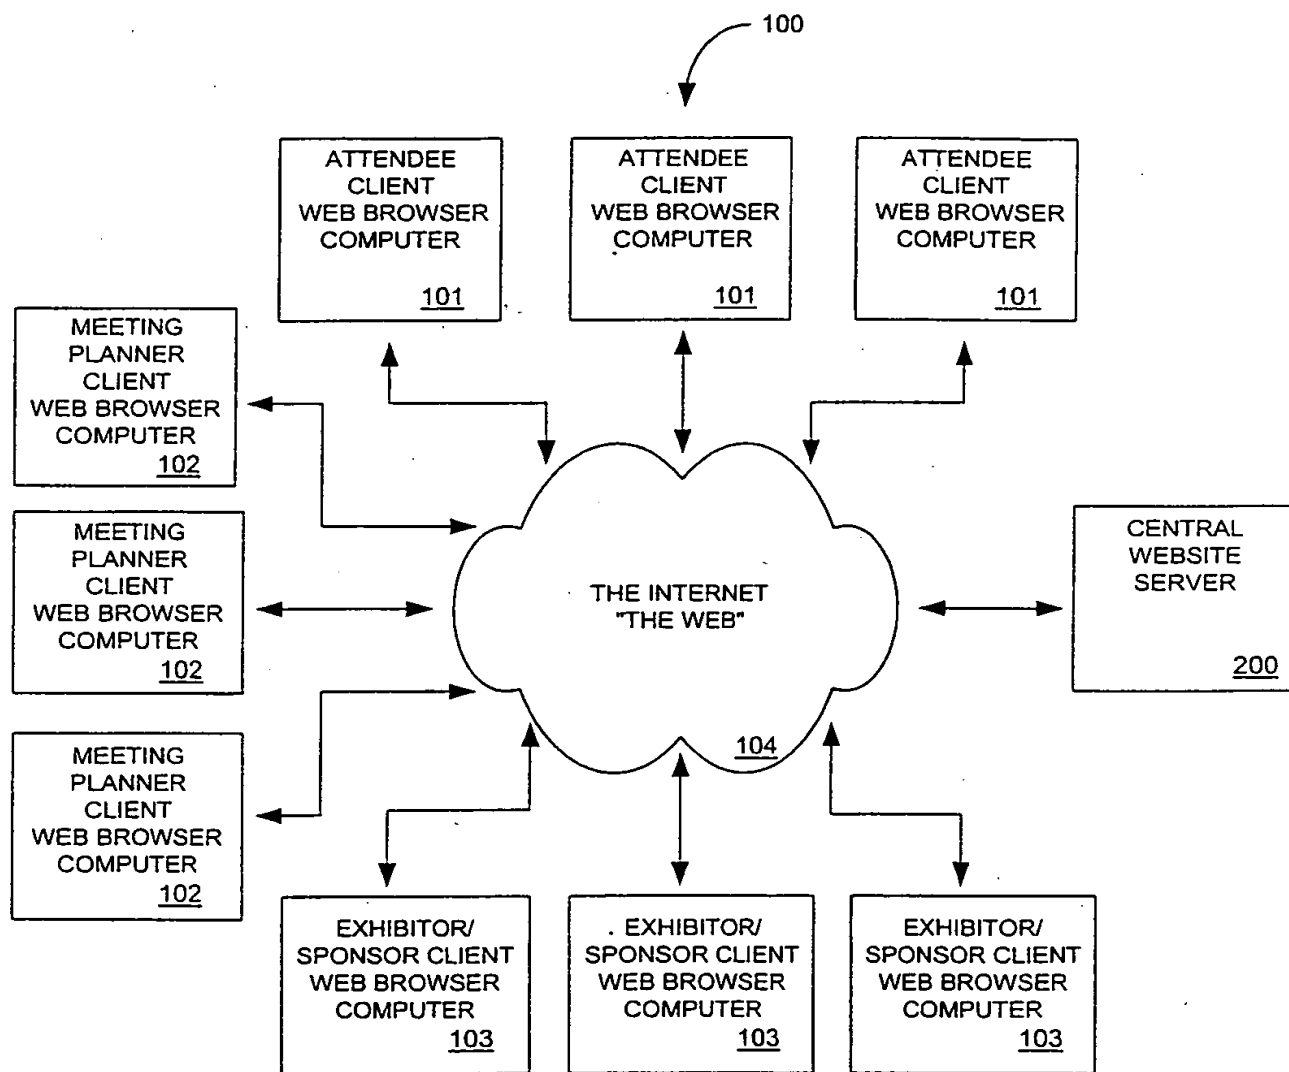 100
ATTENDEE
CLIENT
WEB BROWSER
COMPUTER
101
ATTENDEE
CLIENT
WEB BROWSER
COMPUTER
101
ATTENDEE
CLIENT
WEB BROWSER
COMPUTER
101
MEETING
PLANNER
CLIENT
WEB BROWSER
COMPUTER
102
MEETING
PLANNER
CLIENT
WEB BROWSER
COMPUTER
102
MEETING
PLANNER
CLIENT
WEB BROWSER
COMPUTER
102
THE INTERNET
"THE WEB"
104
CENTRAL
WEBSITE
SERVER
200
EXHIBITOR/
SPONSOR CLIENT
WEB BROWSER
COMPUTER
103
EXHIBITOR/
SPONSOR CLIENT
WEB BROWSER
COMPUTER
103
EXHIBITOR/
SPONSOR CLIENT
WEB BROWSER
COMPUTER
103